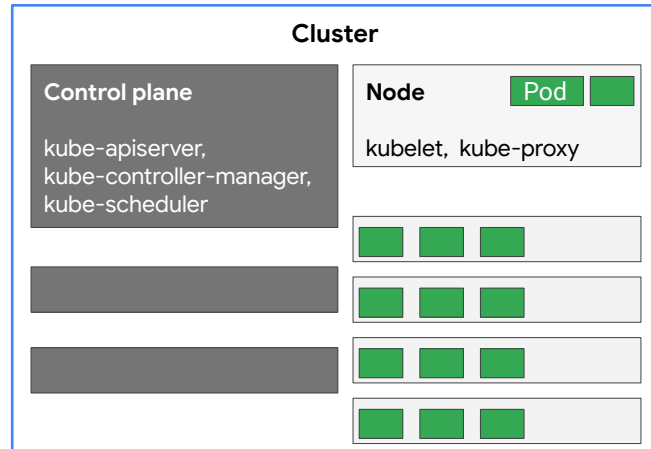 Cluster
Control plane
kube-apiserver,
kube-controller-manager,
kube-scheduler
Node
Pod
kubelet, kube-proxy